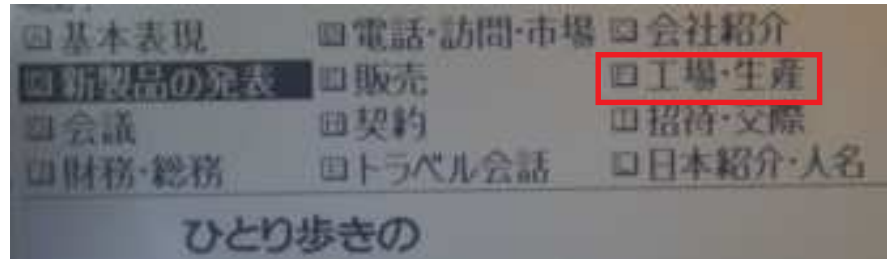 基本表現 電話・訪問・市場 会社紹介
新製品の発表 販売 工場・生産
会議 契約 招待・交際
財務・総務 トラベル会話 日本紹介・人名
ひとり歩きの